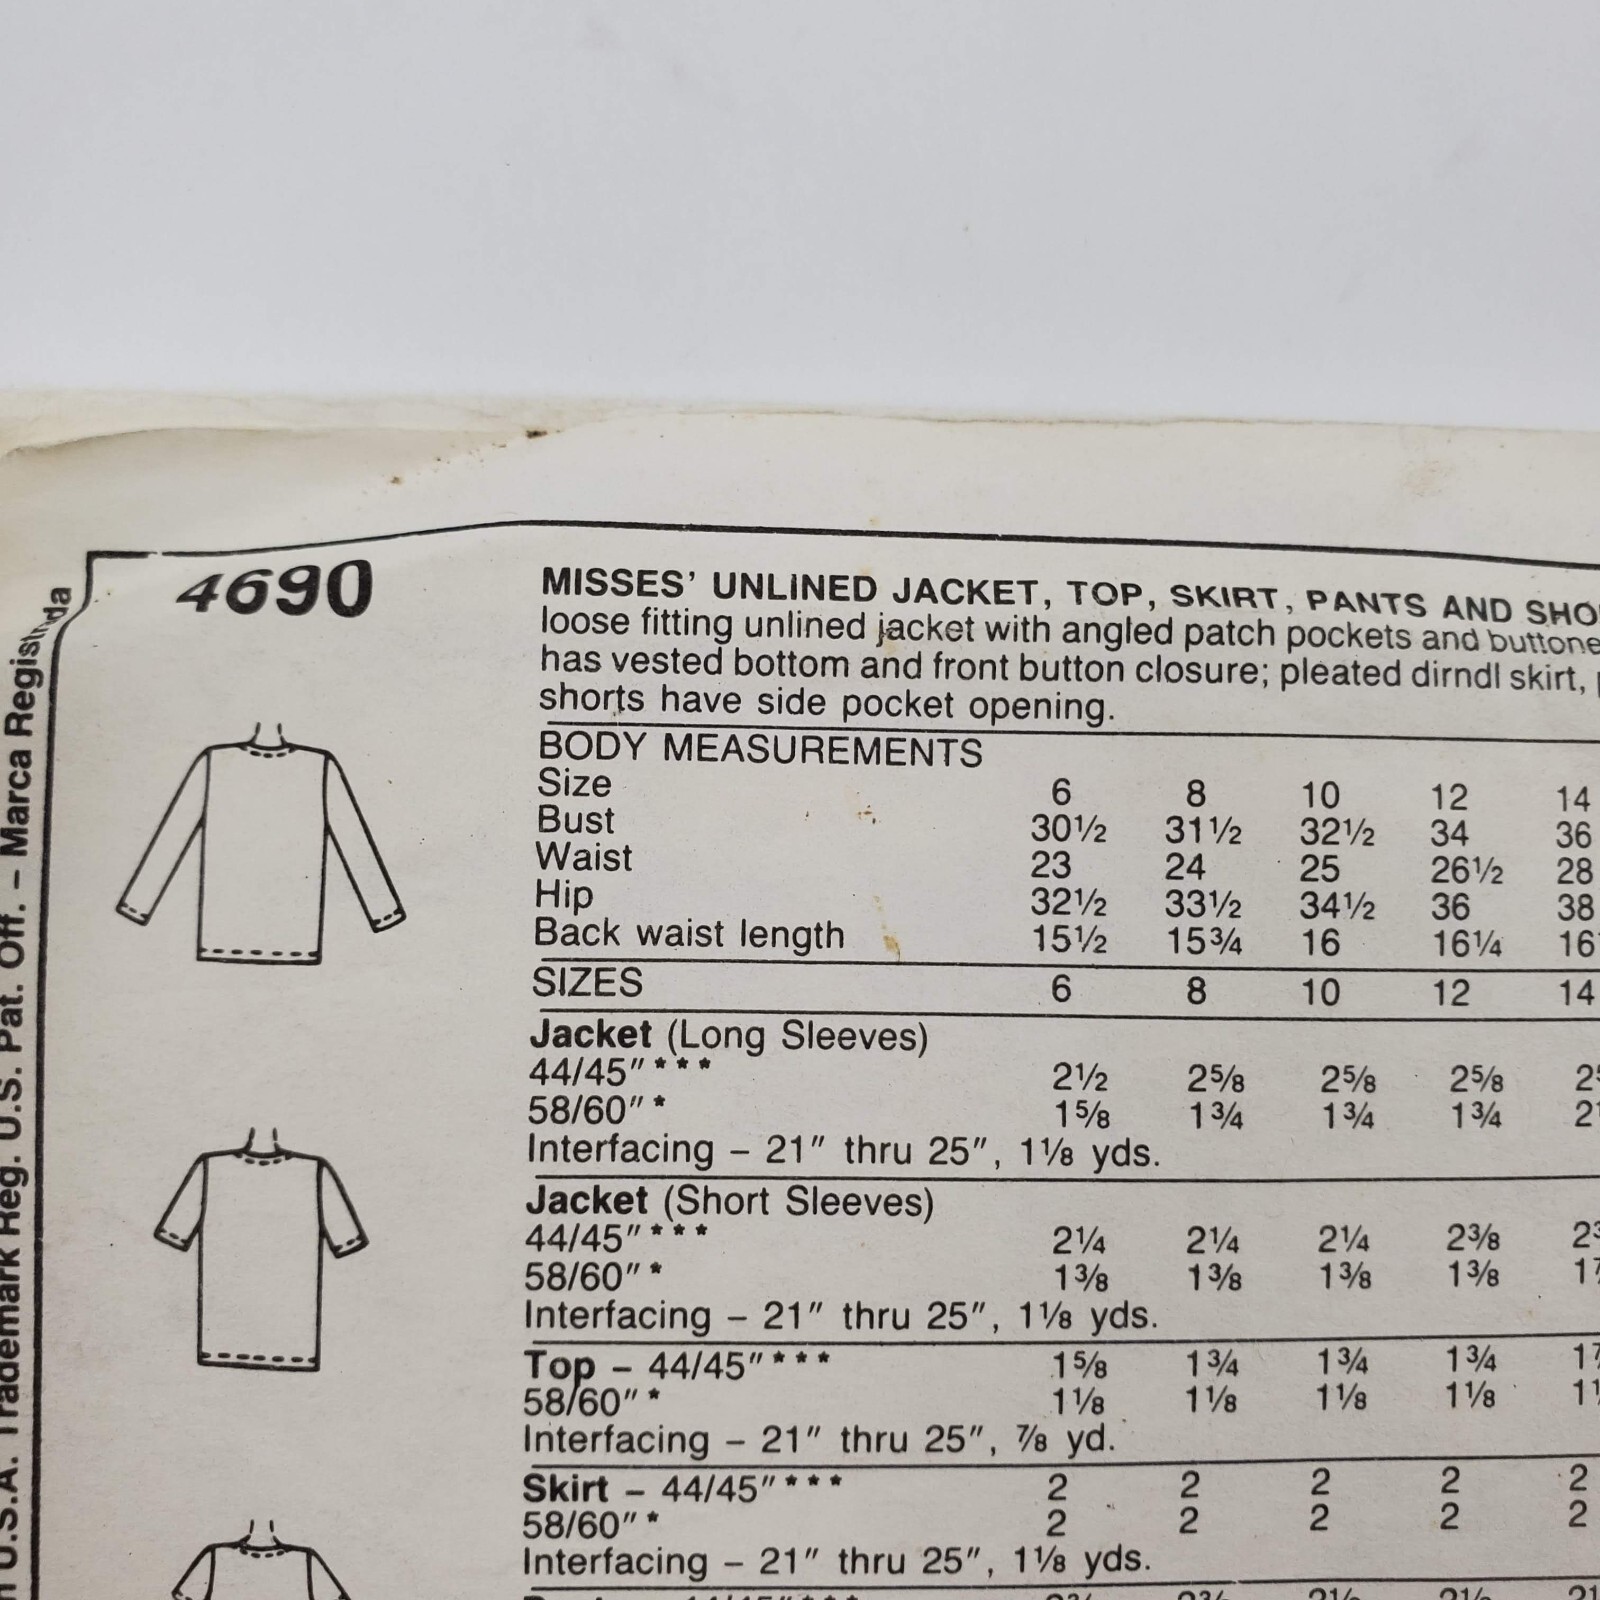 4690
MISSES' UNLINED JACKET, TOP, SKIRT, PANTS AND SHO
loose fitting unlined jacket with angled patch pockets and buttone
has vested bottom and front button closure; pleated dirndl skirt, p
shorts have side pocket opening.
BODY MEASUREMENTS
Size 6 8 10 12 14
Bust 30½ 31½ 32½ 34 36
Waist 23 24 25 26½ 28
Hip 32½ 33½ 34½ 36 38
Back waist length 15½ 15¾ 16 16¼ 16
SIZES 6 8 10 12 14
Jacket (Long Sleeves)
44/45"*** 2½ 2⅝ 2⅝ 2⅝ 2
58/60"* 1⅝ 1¾ 1¾ 1¾ 2
Interfacing – 21" thru 25", 1⅛ yds.
Jacket (Short Sleeves)
44/45"*** 2¼ 2¼ 2¼ 2⅜ 2
58/60"* 1⅜ 1⅜ 1⅜ 1⅜ 1
Interfacing – 21" thru 25", 1⅛ yds.
Top – 44/45"*** 1⅝ 1¾ 1¾ 1¾ 1
58/60"* 1⅛ 1⅛ 1⅛ 1⅛ 1
Interfacing – 21" thru 25", ⅞ yd.
Skirt – 44/45"*** 2 2 2 2 2
58/60"* 2 2 2 2 2
Interfacing – 21" thru 25", 1⅛ yds.
U.S.A. Trademark Reg. U.S. Pat. Off. – Marca Registrada